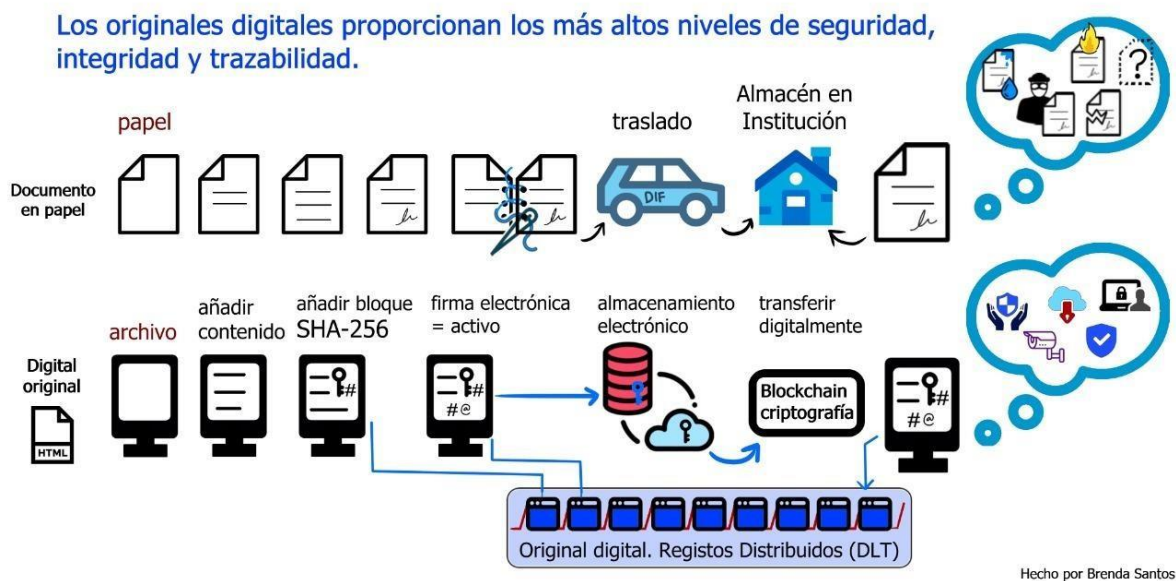 Los originales digitales proporcionan los más altos niveles de seguridad,
integridad y trazabilidad.
papel
traslado
Almacén en
Institución
?
Documento
en papel
DIF
archivo
añadir
contenido
añadir bloque
SHA-256
firma electrónica
= activo
almacenamiento
electrónico
transferir
digitalmente
Digital
original
HTML
#
#
#@
Blockchain
criptografía
#
#@
Original digital. Registos Distribuidos (DLT)
Hecho por Brenda Santos